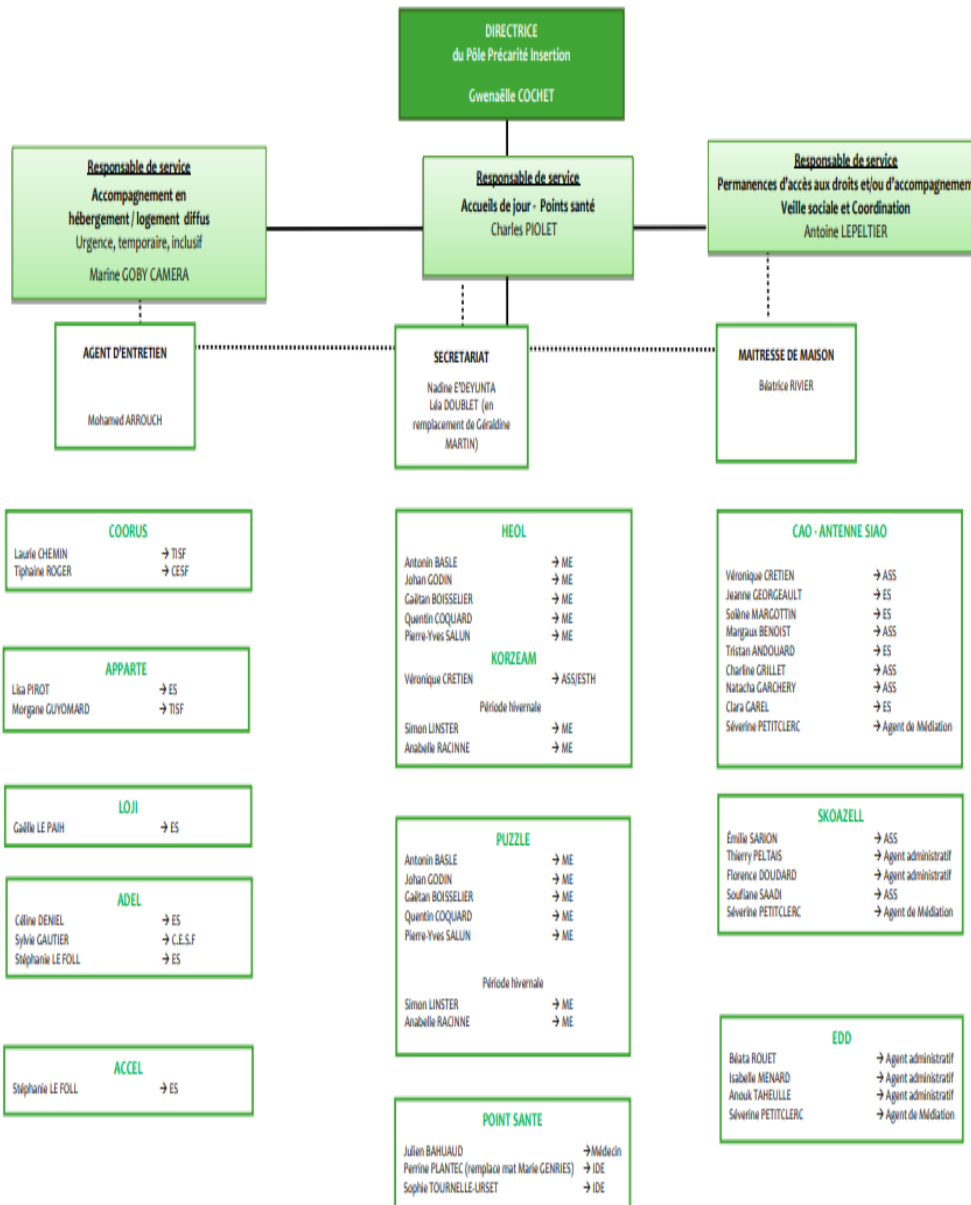 DIRECTRICE
du Pôle Précarité Insertion
Gwenaëlle COCHET
Responsable de service
Accompagnement en
hébergement / logement diffus
Urgence, temporaire, inclusif
Marine GOBY CAMERA
Responsable de service
Accueils de jour - Points santé
Charles PIOLET
Responsable de service
Permanences d'accès aux droits et/ou d'accompagnement
Veille sociale et Coordination
Antoine LEPELTIER
AGENT D'ENTRETIEN
Mohamed ARROUCH
SECRETARIAT
Nadine E'DEYUNTA
Léa DOUBLET (en
remplacement de Géraldine
MARTIN)
MAITRESSE DE MAISON
Béatrice RIVIER
COORUS
Laurie CHEMIN → TISF
Tiphaine ROGER → CESF
APPARTE
Lisa PIROT → ES
Morgane GUYOMARD → TISF
LOJI
Gaëlle LE PAIH → ES
ADEL
Céline DENIEL → ES
Sylvie GAUTIER → C.E.S.F
Stéphanie LE FOLL → ES
ACCEL
Stéphanie LE FOLL → ES
HEOL
Antonin BASLE → ME
Johan GODIN → ME
Gaëtan BOISSELIER → ME
Quentin COQUARD → ME
Pierre-Yves SALUN → ME
KORZEAM
Véronique CRETIEN → ASS/ESTH
Période hivernale
Simon LINSTER → ME
Anabelle RACINNE → ME
PUZZLE
Antonin BASLE → ME
Johan GODIN → ME
Gaëtan BOISSELIER → ME
Quentin COQUARD → ME
Pierre-Yves SALUN → ME
Période hivernale
Simon LINSTER → ME
Anabelle RACINNE → ME
POINT SANTE
Julien BAHUAUD →Médecin
Perrine PLANTEC (remplace mat Marie GENRIES) → IDE
Sophie TOURNELLE-URSET → IDE
CAO - ANTENNE SIAO
Véronique CRETIEN → ASS
Jeanne GEORGEAULT → ES
Solène MARGOTTIN → ES
Margaux BENOIST → ASS
Tristan ANDOUARD → ES
Charline GRILLET → ASS
Natacha GARCHERY → ASS
Clara GAREL → ES
Séverine PETITCLERC → Agent de Médiation
SKOAZELL
Émilie SARION → ASS
Thierry PELTAIS → Agent administratif
Florence DOUDARD → Agent administratif
Soufiane SAADI → ASS
Séverine PETITCLERC → Agent de Médiation
EDD
Béata ROUET → Agent administratif
Isabelle MENARD → Agent administratif
Anouk TAHEULLE → Agent administratif
Séverine PETITCLERC → Agent de Médiation